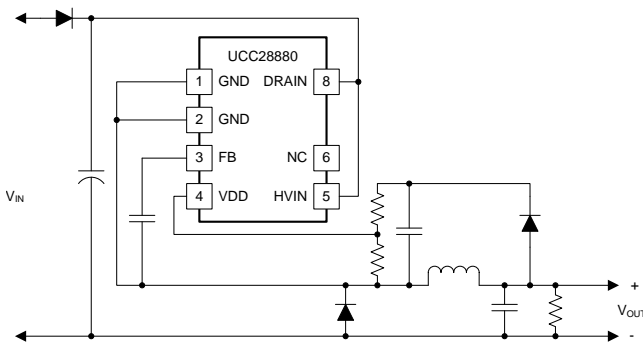 UCC28880
1 GND DRAIN 8
2 GND
3 FB NC 6
4 VDD HVIN 5
VIN
+
VOUT
-